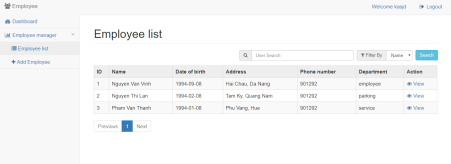 Employee
Welcome kasjd
Logout
Dashboard
Employee manager
Employee list
Add Employee
Employee list
User Search
Filter By Name
Search
ID Name Date of birth Address Phone number Department Action
1 Nguyen Van Vinh 1994-09-08 Hai Chau, Da Nang 901292 employee View
2 Nguyen Thi Lan 1994-02-08 Tam Ky, Quang Nam 901292 parking View
3 Pham Van Thanh 1994-01-08 Phu Vang, Hue 901292 service View
Previous 1 Next